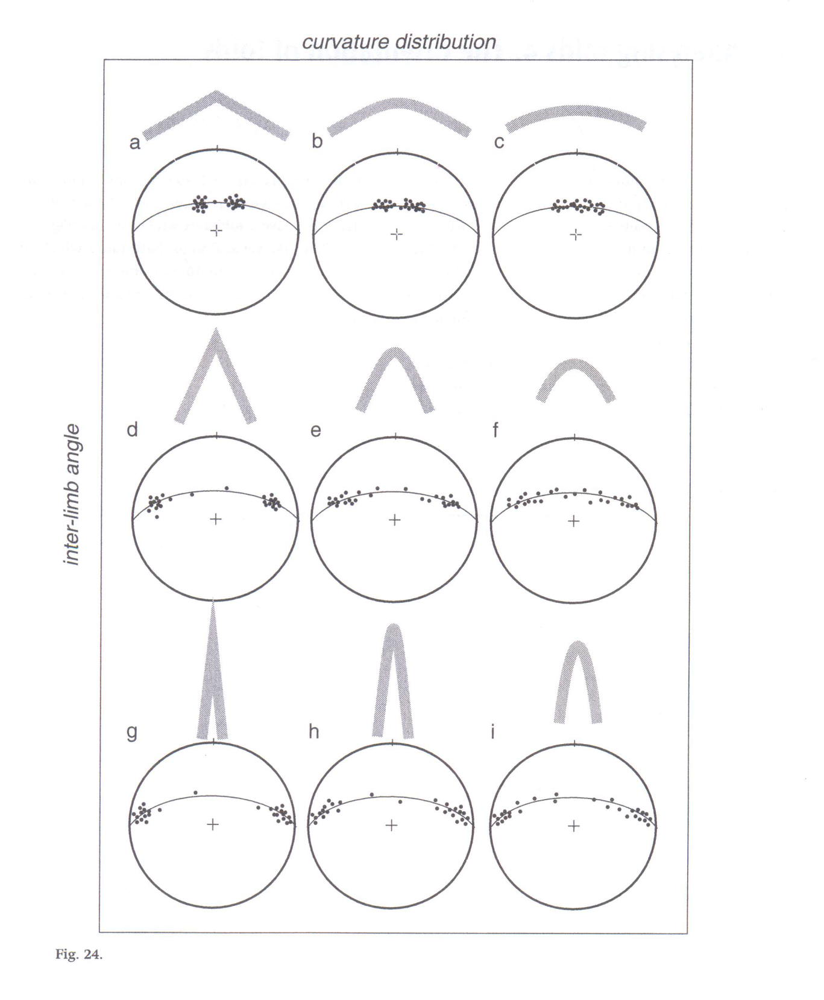 curvature distribution
a
b
c
d
e
f
inter-limb angle
g
h
i
Fig. 24.